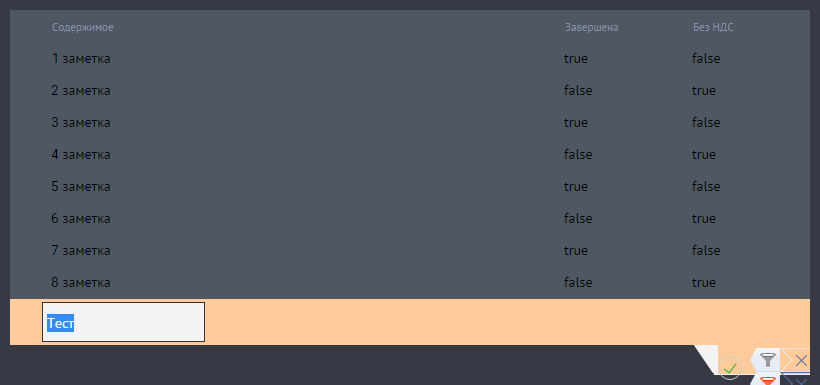 Содержимое Завершена Без НДС
1 заметка true false
2 заметка false true
3 заметка true false
4 заметка false true
5 заметка true false
6 заметка false true
7 заметка true false
8 заметка false true
Тест